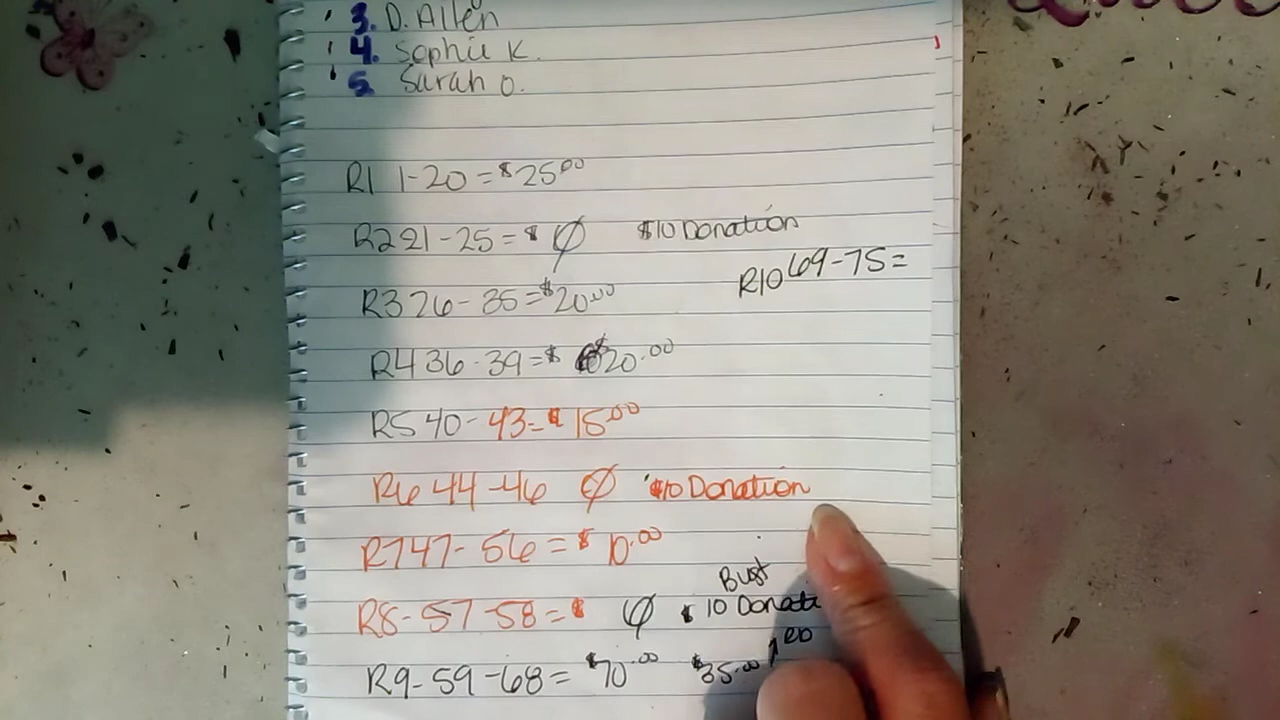 3. D. Allen
4. Sophie K.
5. Sarah O.
R1 1-20 = $25.00
R2 21-25 = $ Ø $10 Donation
R10 69-75 =
R3 26-35 = $20.00
R4 36-39 = $ $20.00
R5 40-43 = $ 15.00
R6 44-46 Ø $10 Donation
R7 47-56 = $10.00
Bust
R8-57-58 = $ Ø $10 Donati
R9-59-68 = $70.00 $35.00